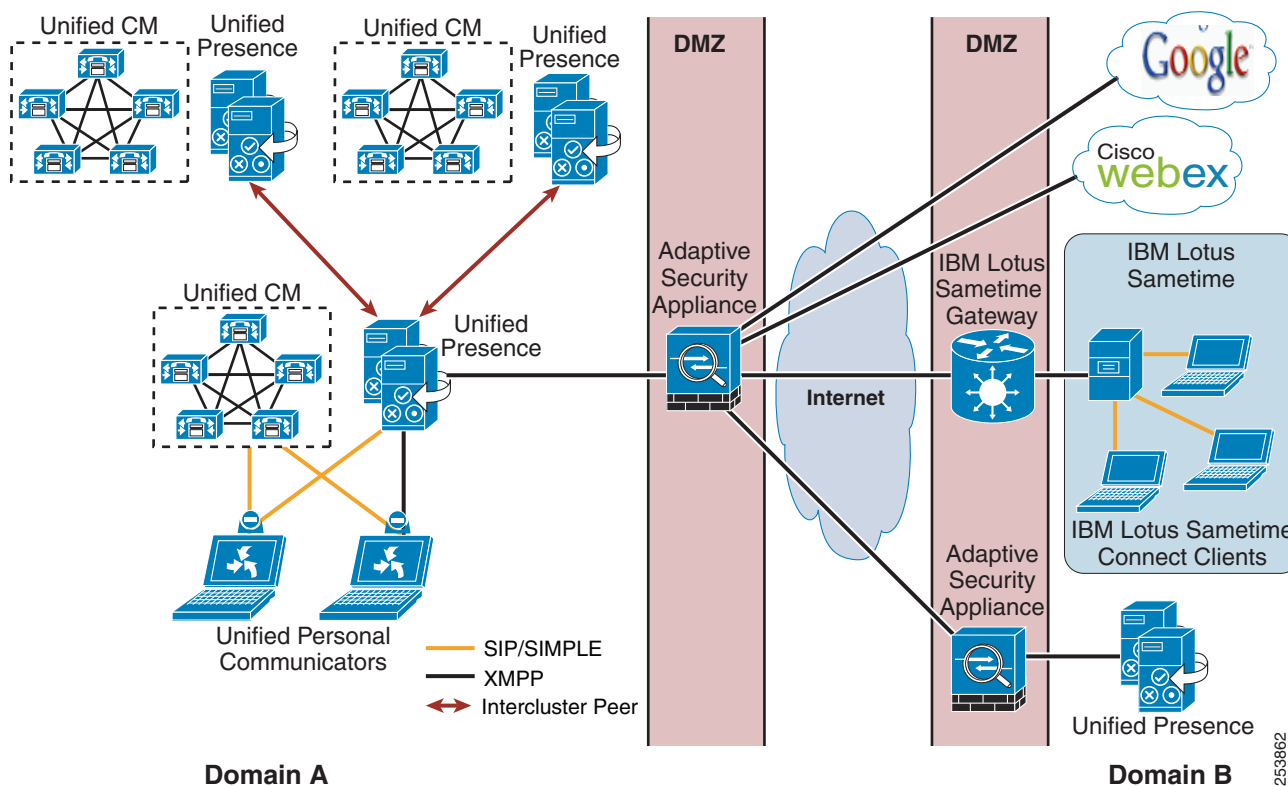 Unified CM
Unified
Presence
Unified CM
Unified
Presence
DMZ
DMZ
Google
Cisco
webex
Adaptive
Security
Appliance
IBM Lotus
Sametime
Gateway
IBM Lotus
Sametime
Unified CM
Unified
Presence
Internet
IBM Lotus Sametime
Connect Clients
Adaptive
Security
Appliance
Unified Personal
Communicators
SIP/SIMPLE
XMPP
Intercluster Peer
Unified Presence
Domain A
Domain B
253862